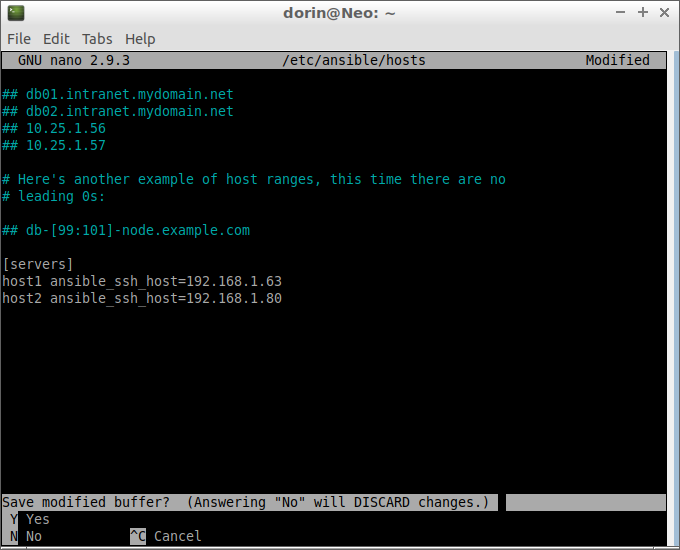 dorin@Neo: ~
File Edit Tabs Help
GNU nano 2.9.3 /etc/ansible/hosts Modified
## db01.intranet.mydomain.net
## db02.intranet.mydomain.net
## 10.25.1.56
## 10.25.1.57
# Here's another example of host ranges, this time there are no
# leading 0s:
## db-[99:101]-node.example.com
[servers]
host1 ansible_ssh_host=192.168.1.63
host2 ansible_ssh_host=192.168.1.80
Save modified buffer?  (Answering "No" will DISCARD changes.)
Y Yes
N No ^C Cancel